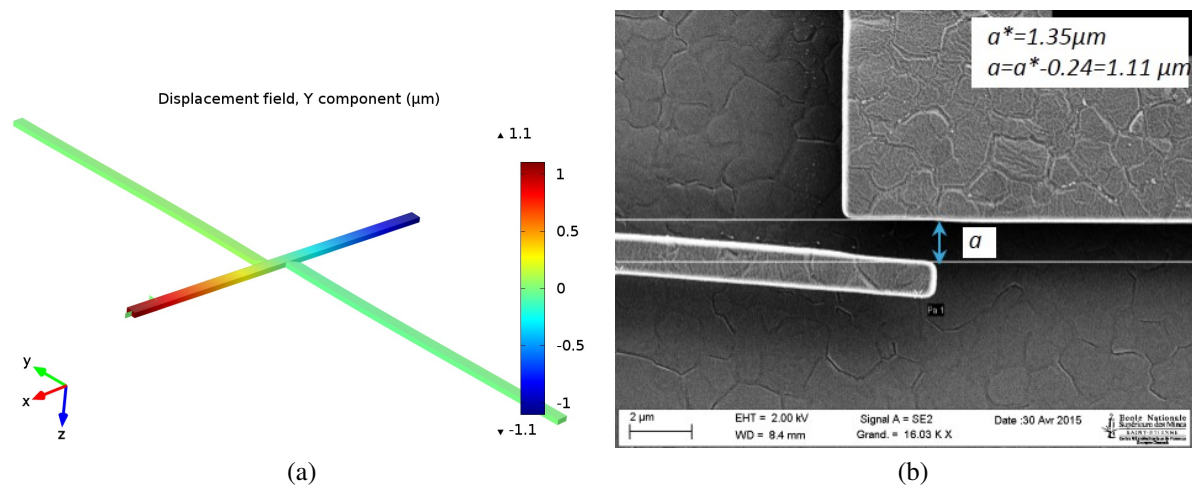 Displacement field, Y component (µm)
▲ 1.1
1
0.5
0
-0.5
-1
▼ -1.1
y
x
z
(a)
a*=1.35µm
a=a*-0.24=1.11 µm
a
Pa 1
2 µm
EHT = 2.00 kV
WD = 8.4 mm
Signal A = SE2
Grand. = 16.03 K X
Date :30 Avr 2015
Ecole Nationale
Supérieure des Mines
SAINT-ETIENNE
(b)